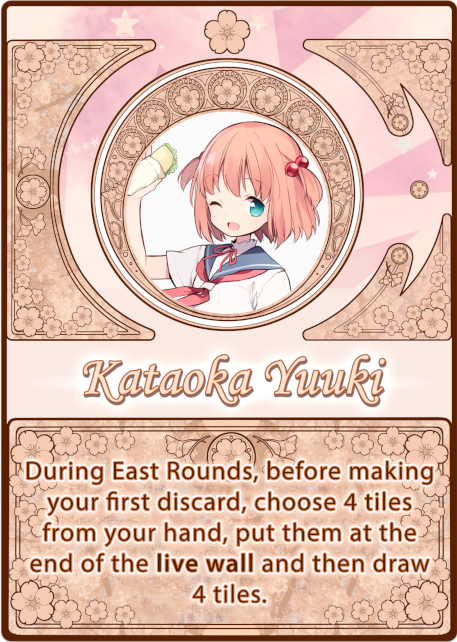 Kataoka Yuuki
During East Rounds, before making
your first discard, choose 4 tiles
from your hand, put them at the
end of the live wall and then draw
4 tiles.